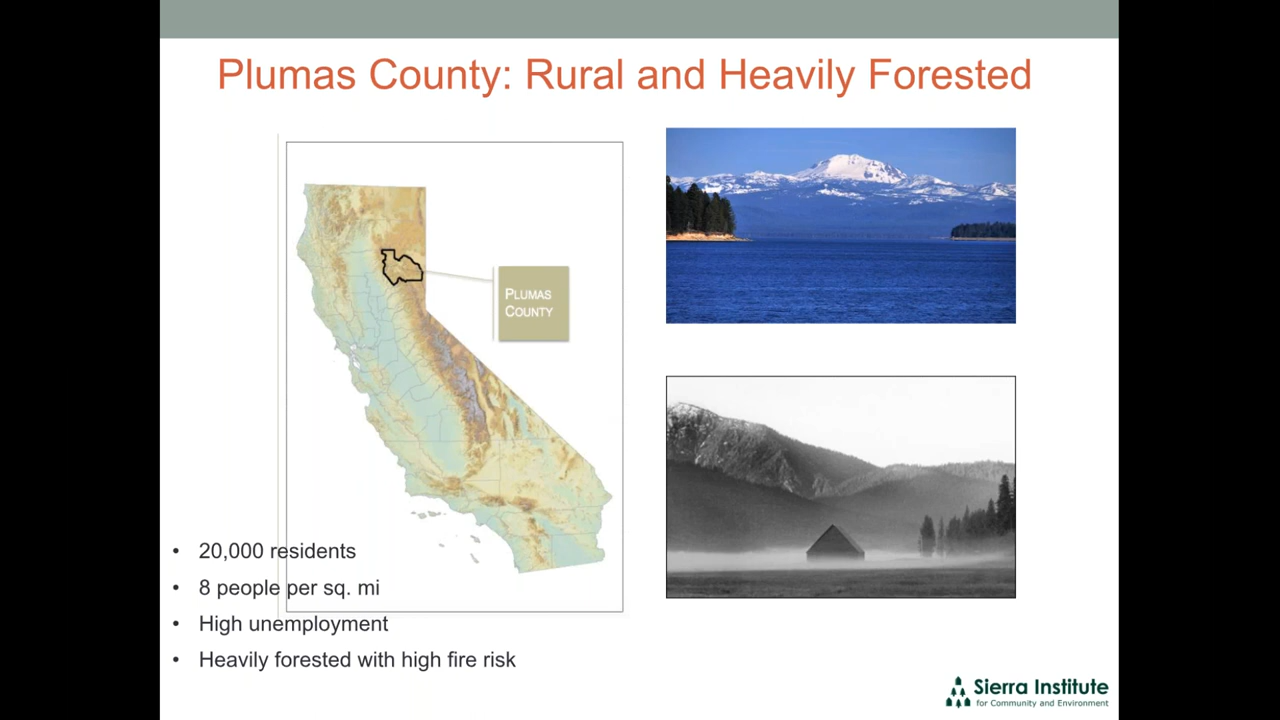 Plumas County: Rural and Heavily Forested
PLUMAS
COUNTY
• 20,000 residents
• 8 people per sq. mi
• High unemployment
• Heavily forested with high fire risk
Sierra Institute
for Community and Environment